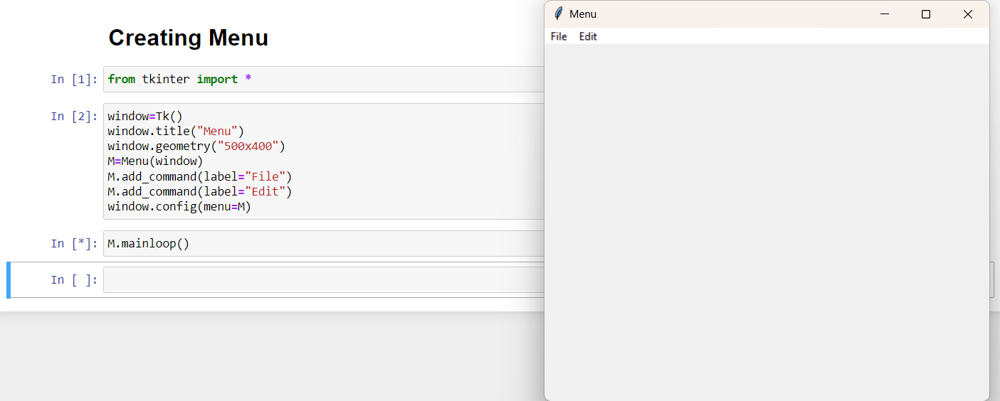 Creating Menu
In [1]: from tkinter import *
In [2]: window=Tk()
window.title("Menu")
window.geometry("500x400")
M=Menu(window)
M.add_command(label="File")
M.add_command(label="Edit")
window.config(menu=M)
In [*]: M.mainloop()
In [ ]:
Menu
File Edit